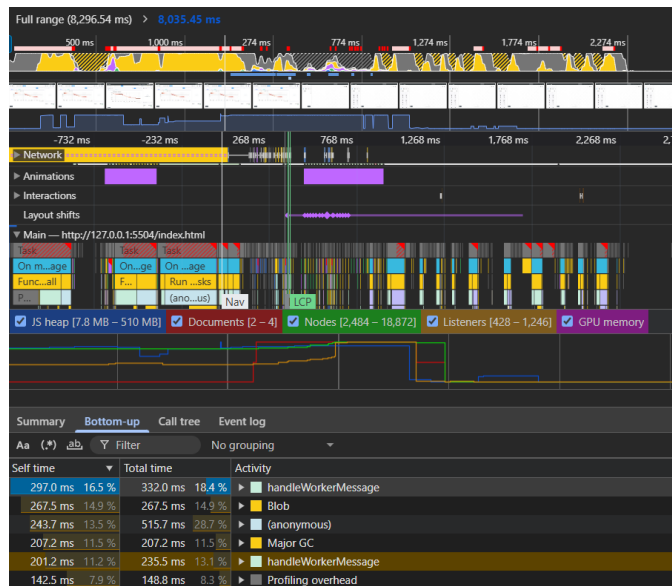 Full range (8,296.54 ms) > 8,035.45 ms
500 ms 1000 ms 274 ms 774 ms 1,274 ms 1,774 ms 2,274 ms
-732 ms -232 ms 268 ms 768 ms 1,268 ms 1,768 ms 2,268 ms
Network
Animations
Interactions
Layout shifts
Main — http://127.0.0.1:5504/index.html
Task Task Task
On m...age On...ge On m...age
Func...all F... Run ...sks
P... (ano...us) Nav LCP
JS heap [7.8 MB – 510 MB] Documents [2 – 4] Nodes [2,484 – 18,872] Listeners [428 – 1,246] GPU memory
Summary Bottom-up Call tree Event log
Aa (.*) ab, Filter No grouping
Self time Total time Activity
297.0 ms 16.5 % 332.0 ms 18.4 % handleWorkerMessage
267.5 ms 14.9 % 267.5 ms 14.9 % Blob
243.7 ms 13.5 % 515.7 ms 28.7 % (anonymous)
207.2 ms 11.5 % 207.2 ms 11.5 % Major GC
201.2 ms 11.2 % 235.5 ms 13.1 % handleWorkerMessage
142.5 ms 7.9 % 148.8 ms 8.3 % Profiling overhead